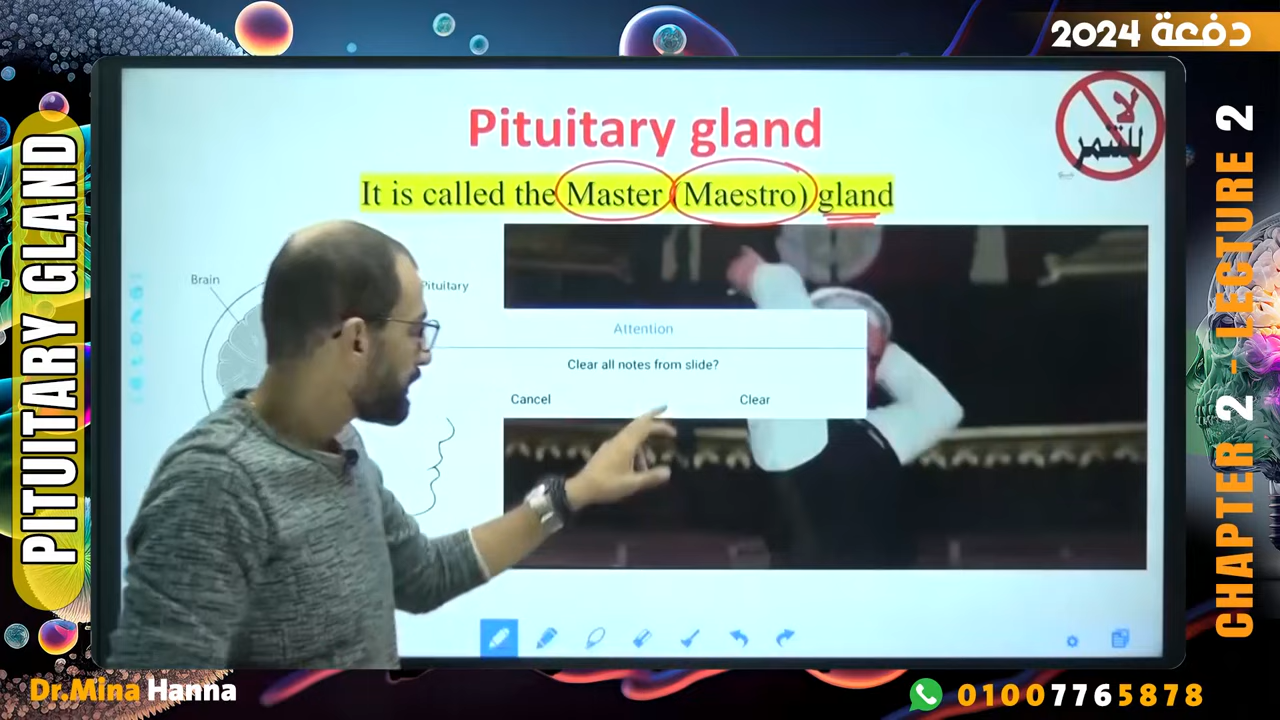 دفعة 2024
PITUITARY GLAND
Pituitary gland
لا
للتنمر
It is called the Master (Maestro) gland
Brain
Pituitary
Attention
Clear all notes from slide?
Cancel
Clear
CHAPTER 2 - LECTURE 2
Dr.Mina Hanna
01007765878